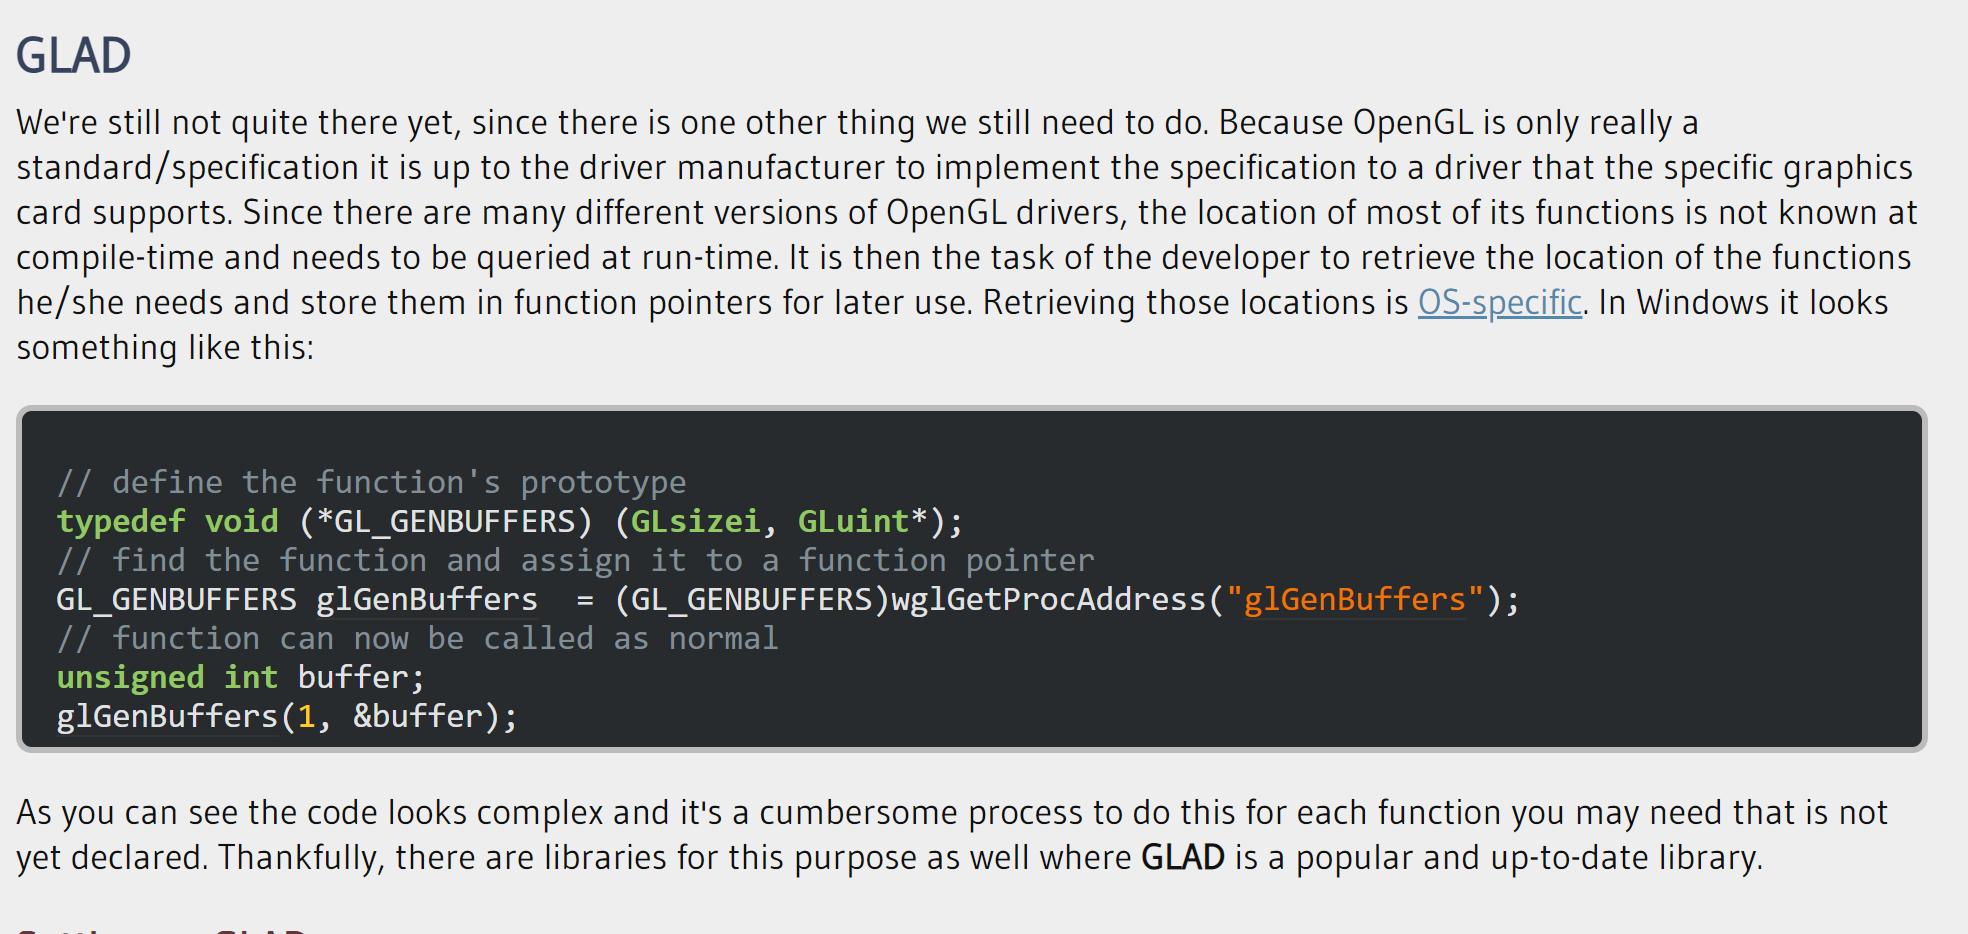 GLAD
We're still not quite there yet, since there is one other thing we still need to do. Because OpenGL is only really a
standard/specification it is up to the driver manufacturer to implement the specification to a driver that the specific graphics
card supports. Since there are many different versions of OpenGL drivers, the location of most of its functions is not known at
compile-time and needs to be queried at run-time. It is then the task of the developer to retrieve the location of the functions
he/she needs and store them in function pointers for later use. Retrieving those locations is OS-specific. In Windows it looks
something like this:
// define the function's prototype
typedef void (*GL_GENBUFFERS) (GLsizei, GLuint*);
// find the function and assign it to a function pointer
GL_GENBUFFERS glGenBuffers  = (GL_GENBUFFERS)wglGetProcAddress("glGenBuffers");
// function can now be called as normal
unsigned int buffer;
glGenBuffers(1, &buffer);
As you can see the code looks complex and it's a cumbersome process to do this for each function you may need that is not
yet declared. Thankfully, there are libraries for this purpose as well where GLAD is a popular and up-to-date library.